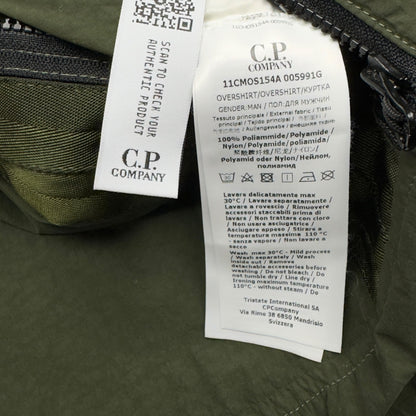 SCAN TO CHECK
YOUR
AUTHENTIC
PRODUCT
C.P.
COMPANY
C.P.
COMPANY
11CMOS154A 005991G
OVERSHIRT/OVERSHIRT/КУРТКА
GENDER:MAN / ПОЛ:ДЛЯ МУЖЧИН
Tessuto principale / Main fabric /
100% Poliammide/Polyamide/
Nylon/Polyamide /
Polyamid oder Nylon/Нейлон,
полиамид
Lavare delicatamente max
30°C / Lavare separatamente /
Lavare a rovescio / Rimuovere
accessori staccabili prima di
lavare / Non usare asciugatrice /
Asciugare appeso / Stirare a
temperatura massima 110 °C
- senza vapore / Non lavare
a secco
Wash max 30°C - Mild process
/ Wash separately / Wash
inside out / Remove
detachable accessories before
washing / Do not bleach / Do
not tumble dry / Line dry /
Ironing maximum temperature
110°C - without steam / Do
Tristate International SA
CPCompany
Via Rime 38 6850 Mendrisio
Svizzera